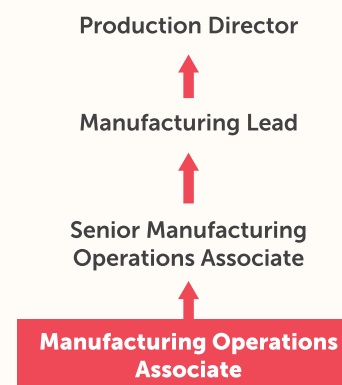 Production Director
Manufacturing Lead
Senior Manufacturing
Operations Associate
Manufacturing Operations
Associate